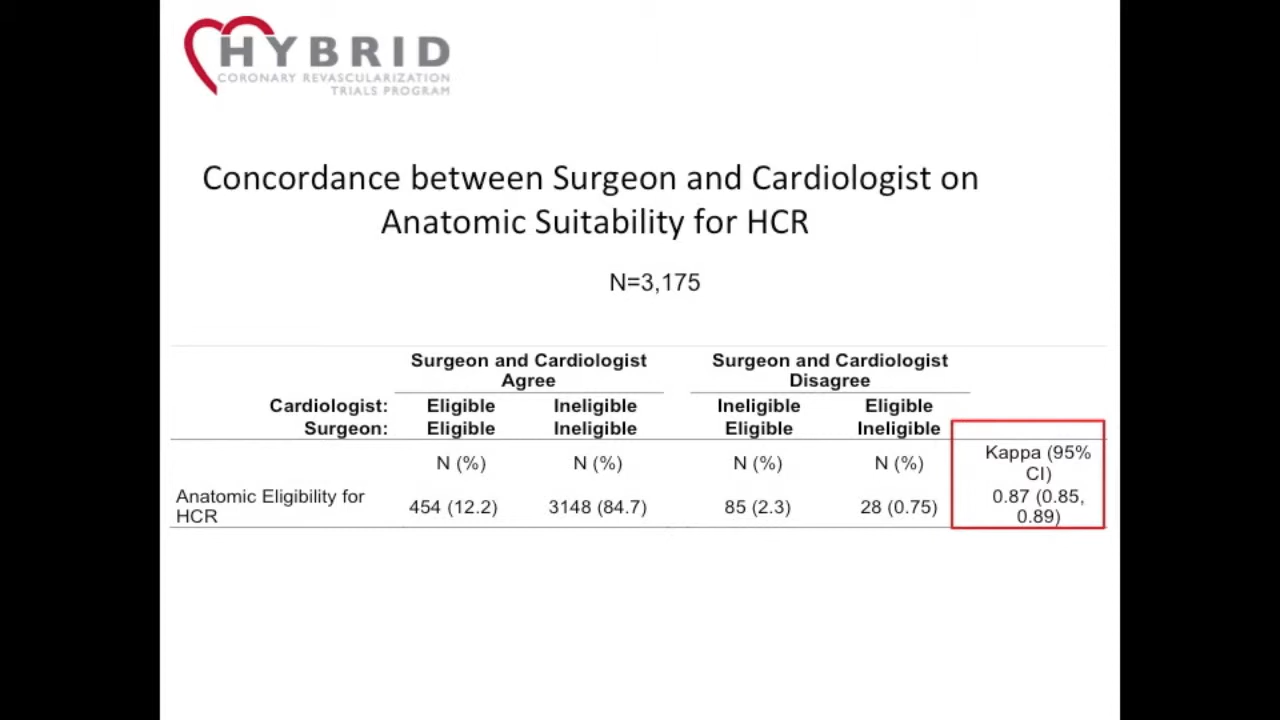 HYBRID
CORONARY REVASCULARIZATION
TRIALS PROGRAM
Concordance between Surgeon and Cardiologist on
Anatomic Suitability for HCR
N=3,175
Surgeon and Cardiologist Agree
Surgeon and Cardiologist Disagree
Cardiologist: Eligible Ineligible Ineligible Eligible
Surgeon: Eligible Ineligible Eligible Ineligible
N (%) N (%) N (%) N (%) Kappa (95% CI)
Anatomic Eligibility for HCR 454 (12.2) 3148 (84.7) 85 (2.3) 28 (0.75) 0.87 (0.85, 0.89)